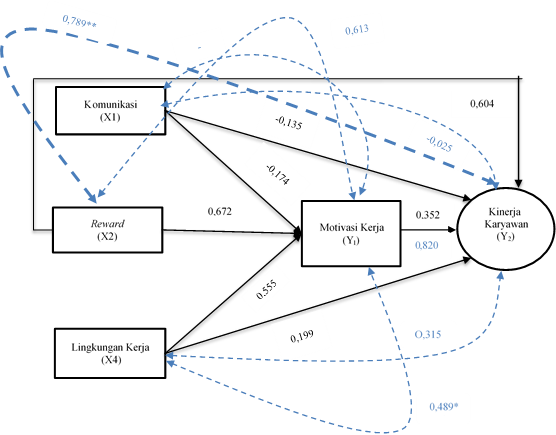 0,789**
0,613
Komunikasi
(X1)
0,604
-0,135
-0,025
-0,174
Reward
(X2)
0,672
Motivasi Kerja
(Y1)
0.352
0,820
Kinerja
Karyawan
(Y2)
0,555
0,199
O,315
Lingkungan Kerja
(X4)
0,489*